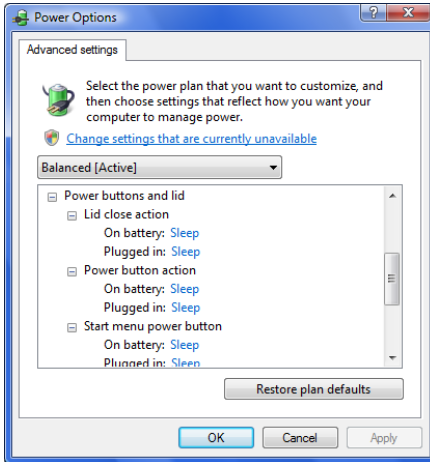 Power Options
Advanced settings
Select the power plan that you want to customize, and
then choose settings that reflect how you want your
computer to manage power.
Change settings that are currently unavailable
Balanced [Active]
Power buttons and lid
Lid close action
On battery: Sleep
Plugged in: Sleep
Power button action
On battery: Sleep
Plugged in: Sleep
Start menu power button
On battery: Sleep
Plugged in: Sleep
Restore plan defaults
OK Cancel Apply